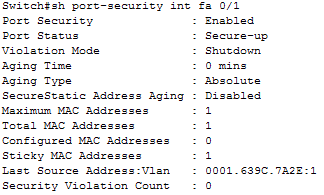 Switch#sh port-security int fa 0/1
Port Security : Enabled
Port Status : Secure-up
Violation Mode : Shutdown
Aging Time : 0 mins
Aging Type : Absolute
SecureStatic Address Aging : Disabled
Maximum MAC Addresses : 1
Total MAC Addresses : 1
Configured MAC Addresses : 0
Sticky MAC Addresses : 1
Last Source Address:Vlan : 0001.639C.7A2E:1
Security Violation Count : 0